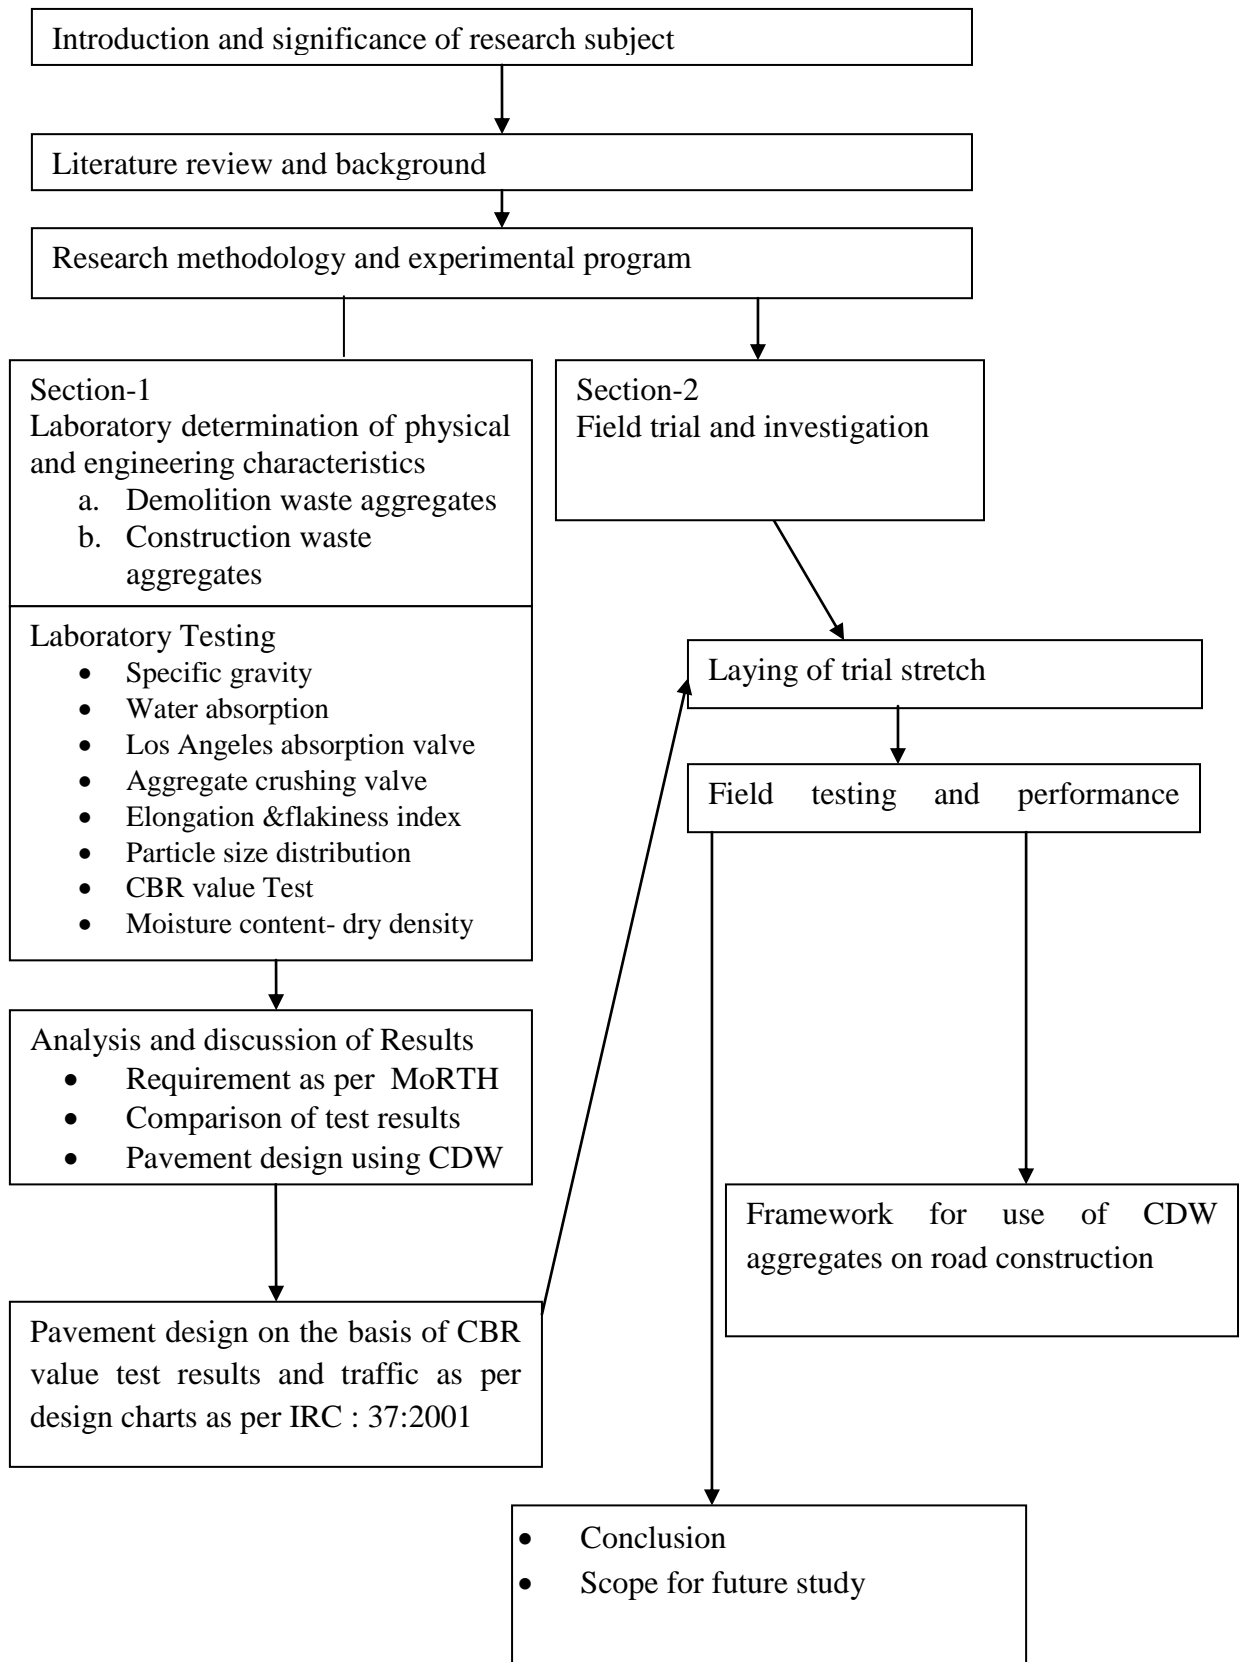 Introduction and significance of research subject
Literature review and background
Research methodology and experimental program
Section-1
Laboratory determination of physical
and engineering characteristics
a. Demolition waste aggregates
b. Construction waste
aggregates
Section-2
Field trial and investigation
Laboratory Testing
• Specific gravity
• Water absorption
• Los Angeles absorption valve
• Aggregate crushing valve
• Elongation &flakiness index
• Particle size distribution
• CBR value Test
• Moisture content- dry density
Laying of trial stretch
Field testing and performance
Analysis and discussion of Results
• Requirement as per MoRTH
• Comparison of test results
• Pavement design using CDW
Framework for use of CDW
aggregates on road construction
Pavement design on the basis of CBR
value test results and traffic as per
design charts as per IRC : 37:2001
• Conclusion
• Scope for future study